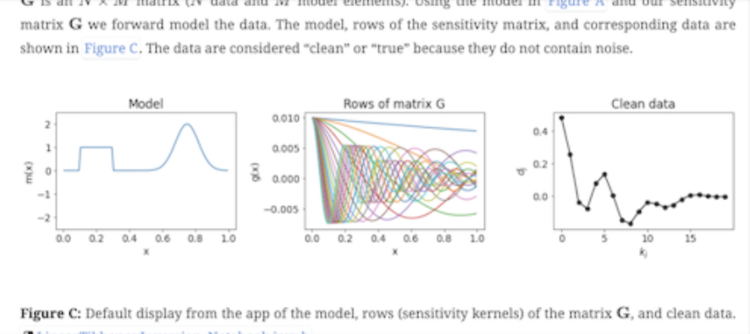 G is an N × M matrix (N data and M model elements). Using the model in Figure A and our sensitivity
matrix G we forward model the data. The model, rows of the sensitivity matrix, and corresponding data are
shown in Figure C. The data are considered “clean” or “true” because they do not contain noise.
Model
Rows of matrix G
Clean data
2
1
0
−1
−2
m(x)
0.0 0.2 0.4 0.6 0.8 1.0
x
0.010
0.005
0.000
−0.005
g(x)
0.0 0.2 0.4 0.6 0.8 1.0
x
0.4
0.2
0.0
dj
0 5 10 15
kj
Figure C: Default display from the app of the model, rows (sensitivity kernels) of the matrix G, and clean data.